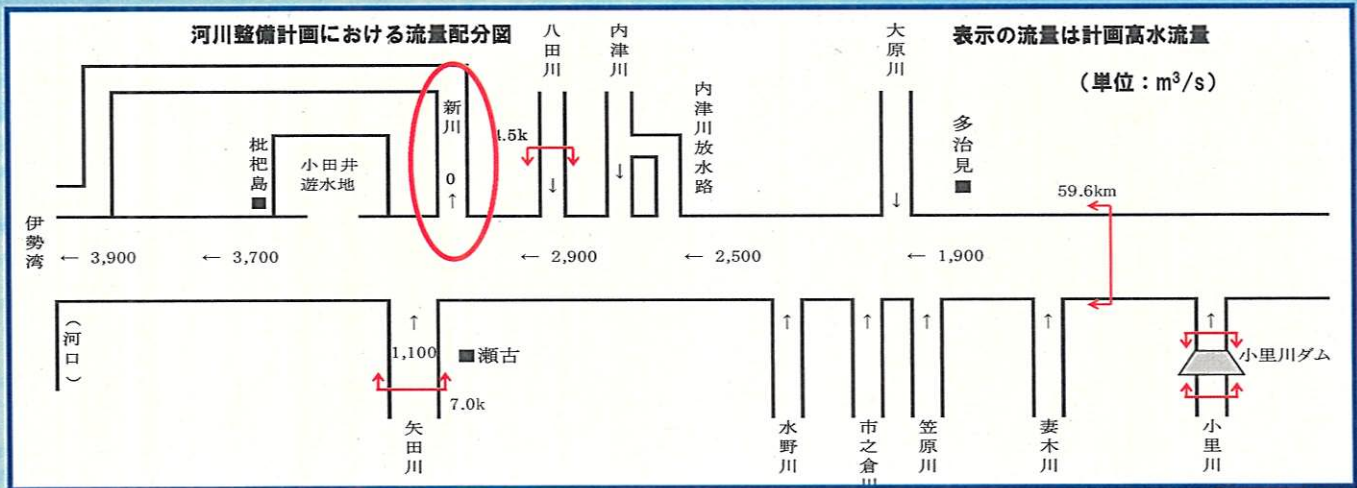 河川整備計画における流量配分図
表示の流量は計画高水流量
(単位：m³/s)
八田川
内津川
内津川放水路
大原川
多治見
新川
0
↑
枇杷島
小田井
遊水地
4.5k
↓
↓
↓
59.6km
伊勢湾
← 3,900
← 3,700
← 2,900
← 2,500
← 1,900
(河口)
↑
1,100
瀬古
7.0k
矢田川
↑
水野川
↑
市之倉川
↑
笠原川
↑
妻木川
↑
小里川ダム
小里川